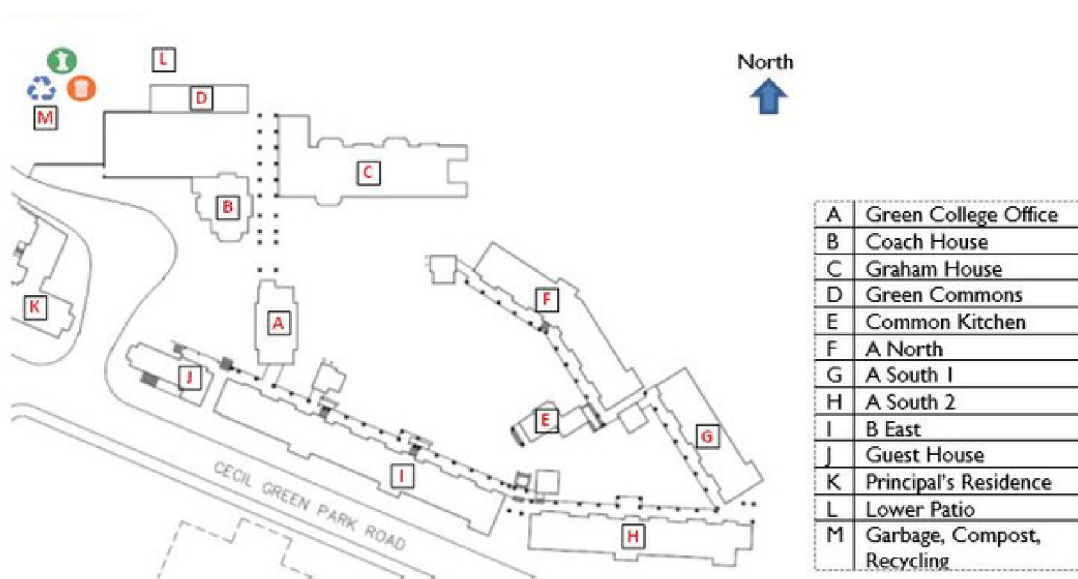 L
North
D
M
C
B
F
K
A
J
E
G
I
CECIL GREEN PARK ROAD
H
A Green College Office
B Coach House
C Graham House
D Green Commons
E Common Kitchen
F A North
G A South 1
H A South 2
I B East
J Guest House
K Principal's Residence
L Lower Patio
M Garbage, Compost,
Recycling